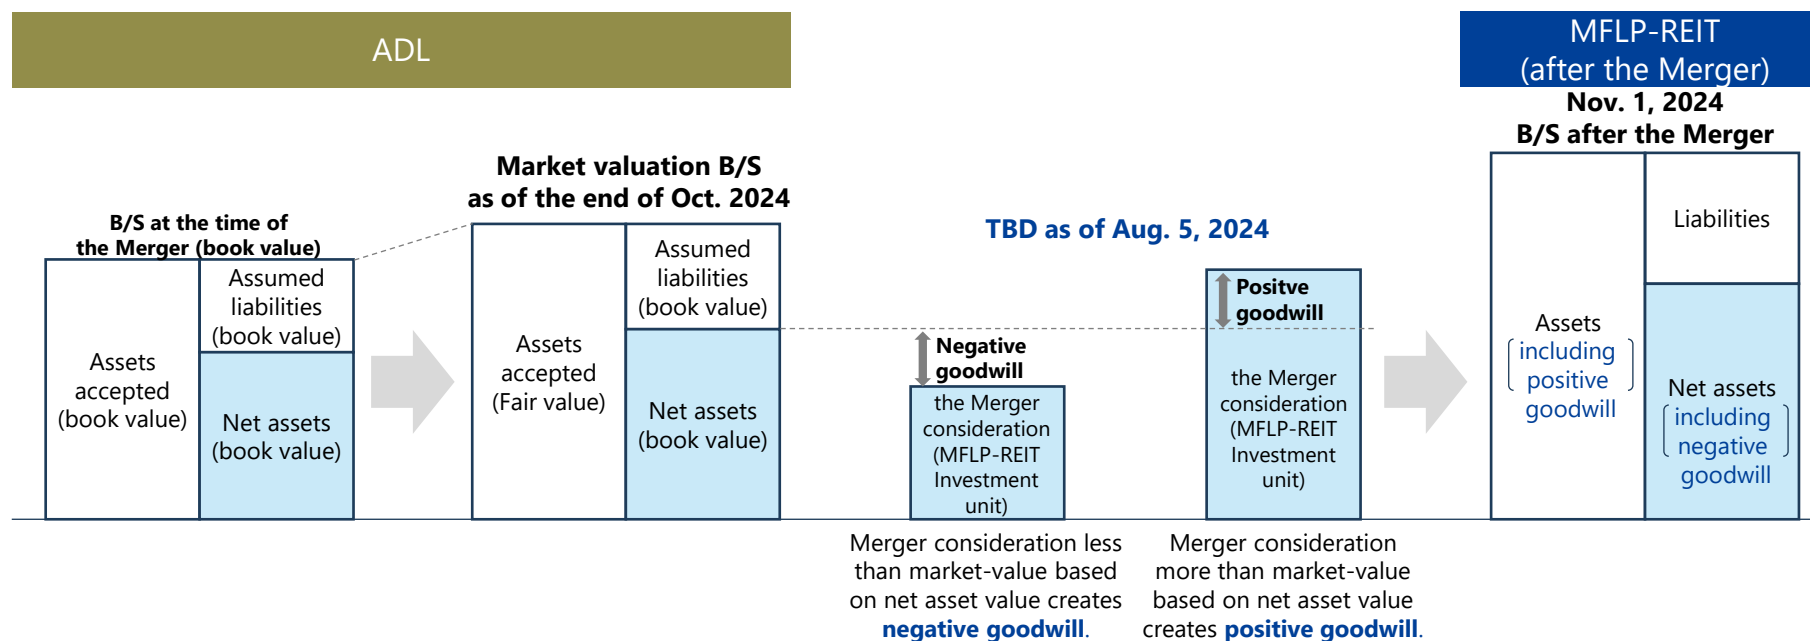 ADL
MFLP-REIT
(after the Merger)
B/S at the time of
the Merger (book value)
Assets
accepted
(book value)
Assumed
liabilities
(book value)
Net assets
(book value)
Market valuation B/S
as of the end of Oct. 2024
Assets
accepted
(Fair value)
Assumed
liabilities
(book value)
Net assets
(book value)
TBD as of Aug. 5, 2024
Negative
goodwill
the Merger
consideration
(MFLP-REIT
Investment
unit)
Merger consideration less
than market-value based
on net asset value creates
negative goodwill.
Positve
goodwill
the Merger
consideration
(MFLP-REIT
Investment
unit)
Merger consideration
more than market-value
based on net asset value
creates positive goodwill.
Nov. 1, 2024
B/S after the Merger
Assets
(including
positive
goodwill)
Liabilities
Net assets
(including
negative
goodwill)